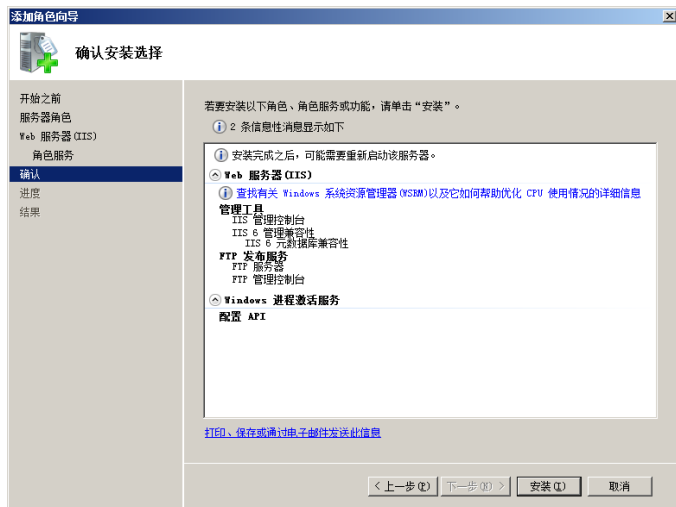 添加角色向导
确认安装选择
开始之前
服务器角色
Web 服务器(IIS)
角色服务
确认
进度
结果
若要安装以下角色、角色服务或功能，请单击“安装”。
2 条信息性消息显示如下
安装完成之后，可能需要重新启动该服务器。
Web 服务器(IIS)
查找有关 Windows 系统资源管理器(WSRM)以及它如何帮助优化 CPU 使用情况的详细信息
管理工具
IIS 管理控制台
IIS 6 管理兼容性
IIS 6 元数据库兼容性
FTP 发布服务
FTP 服务器
FTP 管理控制台
Windows 进程激活服务
配置 API
打印、保存或通过电子邮件发送此信息
< 上一步(P) 下一步(N) > 安装(I) 取消